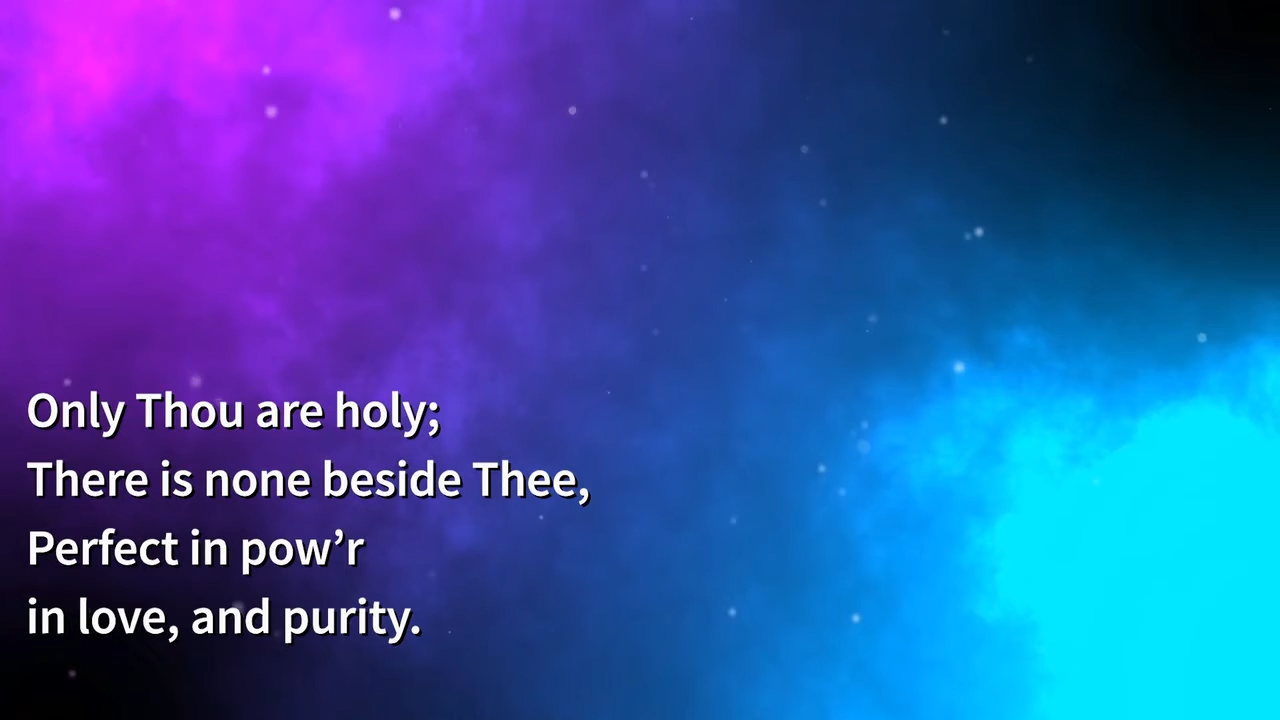 Only Thou are holy;
There is none beside Thee,
Perfect in pow’r
in love, and purity.